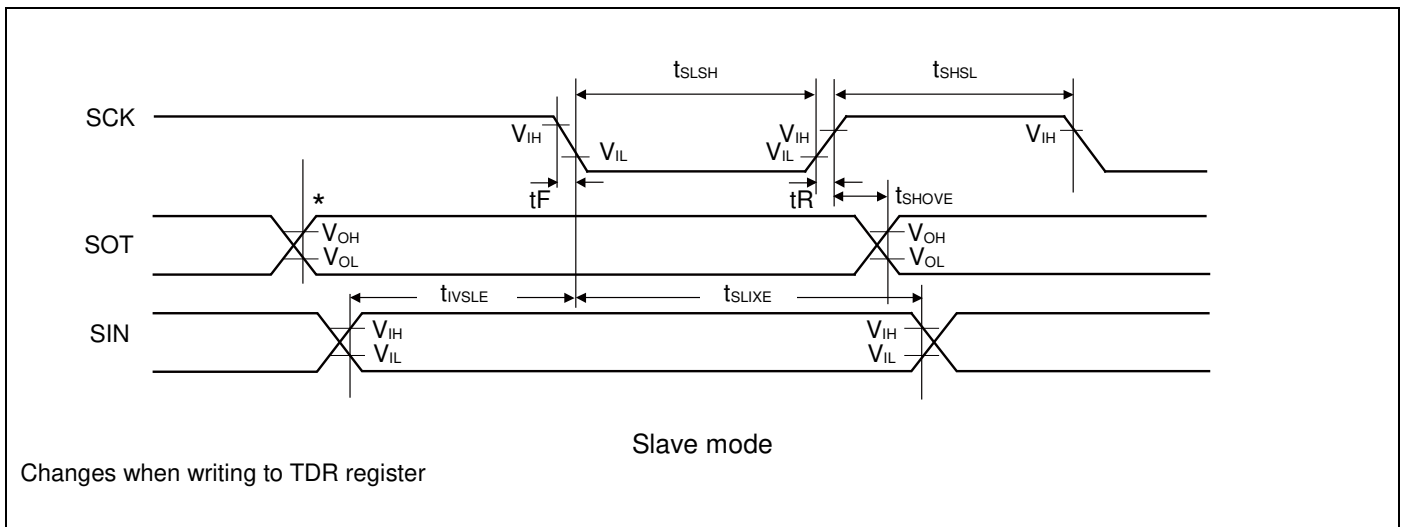 tSLSH tSHSL
SCK
VIH VIL VIL VIH VIH
tF tR tSHOVE
*
SOT
VOH VOH
VOL VOL
tIVSLE tSLIXE
SIN
VIH VIH
VIL VIL
Slave mode
Changes when writing to TDR register